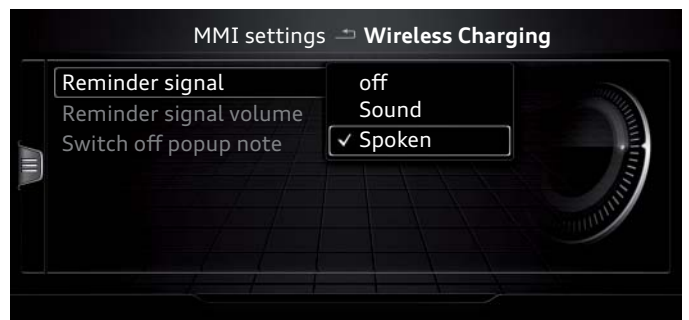 MMI settings Wireless Charging
Reminder signal
Reminder signal volume
Switch off popup note
off
Sound
✓ Spoken